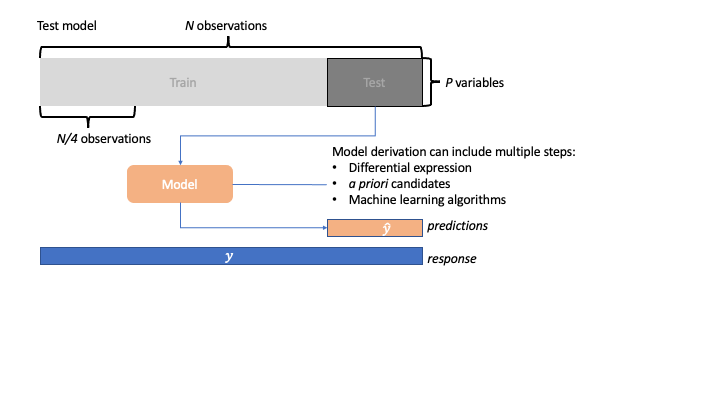 Test model
N observations
Train
Test
P variables
N/4 observations
Model derivation can include multiple steps:
• Differential expression
• a priori candidates
• Machine learning algorithms
Model
ŷ
predictions
y
response